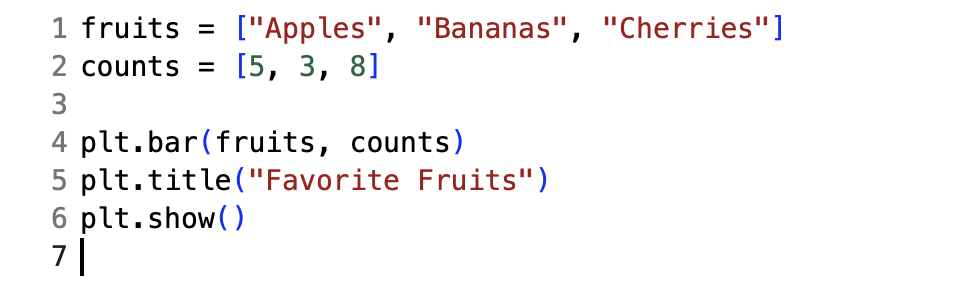 1 fruits = ["Apples", "Bananas", "Cherries"]
2 counts = [5, 3, 8]
3
4 plt.bar(fruits, counts)
5 plt.title("Favorite Fruits")
6 plt.show()
7